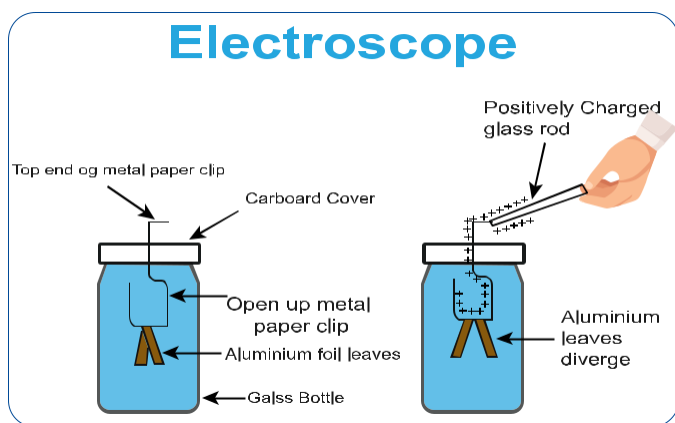 Electroscope
Positively Charged
glass rod
Top end og metal paper clip
Carboard Cover
Open up metal
paper clip
Aluminium foil leaves
Galss Bottle
Aluminium
leaves
diverge